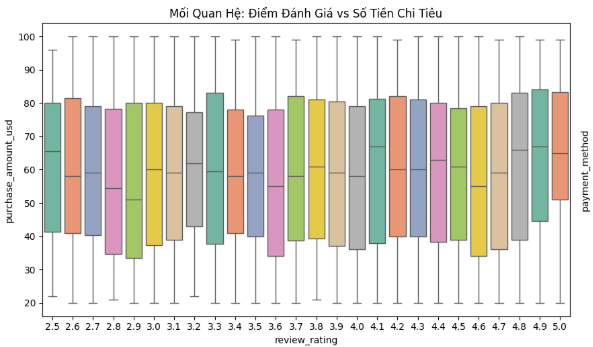 Mối Quan Hệ: Điểm Đánh Giá vs Số Tiền Chi Tiêu
purchase_amount_usd
100
90
80
70
60
50
40
30
20
payment_method
2.5 2.6 2.7 2.8 2.9 3.0 3.1 3.2 3.3 3.4 3.5 3.6 3.7 3.8 3.9 4.0 4.1 4.2 4.3 4.4 4.5 4.6 4.7 4.8 4.9 5.0
review_rating